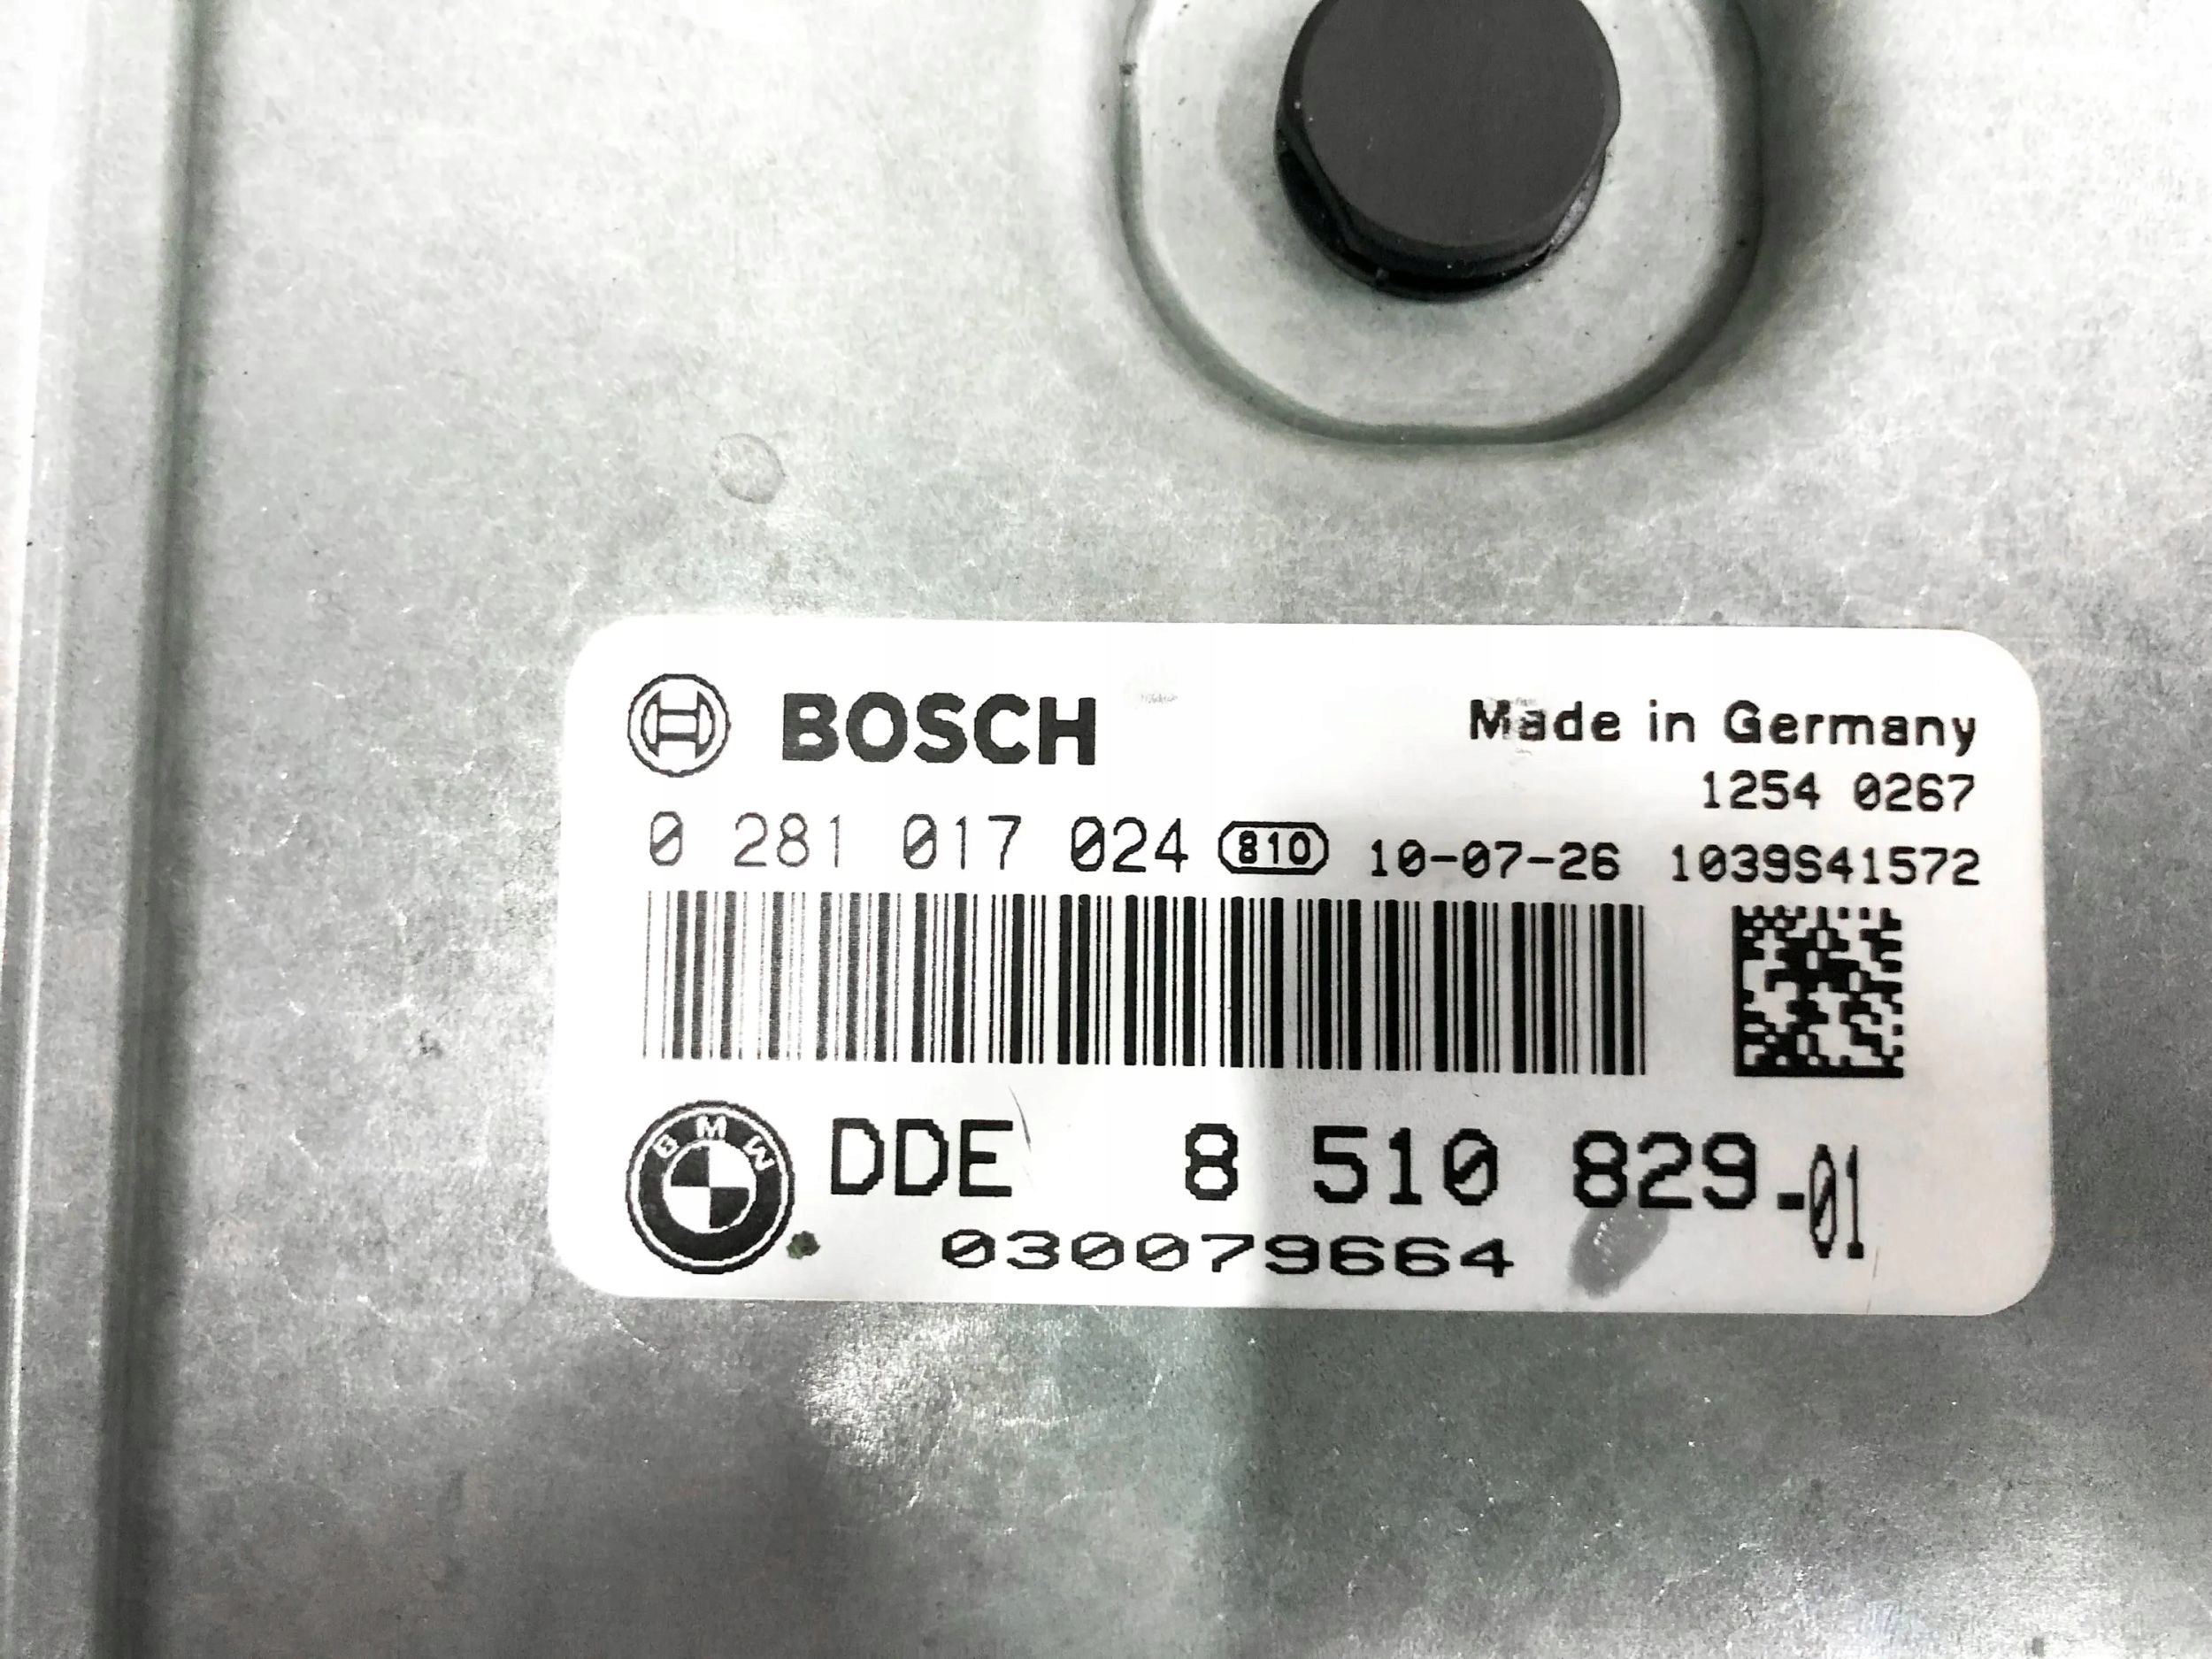 BOSCH
Made in Germany
1254 0267
0 281 017 024 810 10-07-26 1039S41572
BMW
DDE 8 510 829-01
030079664